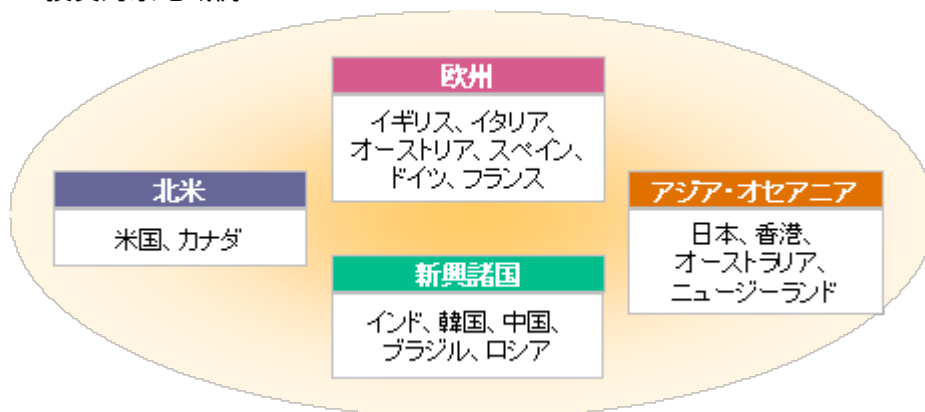 欧州
イギリス、イタリア、
オーストリア、スペイン、
ドイツ、フランス
北米
米国、カナダ
アジア・オセアニア
日本、香港、
オーストラリア、
ニュージーランド
新興諸国
インド、韓国、中国、
ブラジル、ロシア